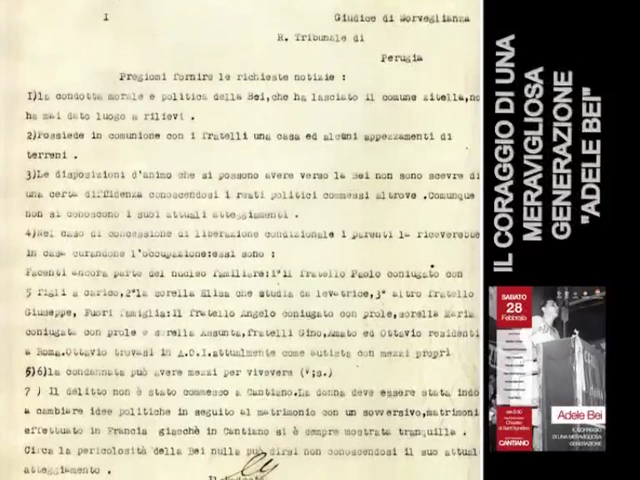 I Giudice di Sorveglianza
R. Tribunale di
Perugia
Pregiomi fornire le richieste notizie :
1)la condotta morale e politica della Bei,che ha lasciato il comune zitella,no
ha mai dato luogo a rilievi .
2)Possiede in comunione con i fratelli una casa ed alcuni appezzamenti di
terreni .
3)Le disposizioni d'animo che si possono avere verso la Bei non sono scevre di
una certa diffidenza conoscendosi i reati politici commessi altrove .Comunque
non si conoscono i suoi attuali atteggiamenti .
4)Nel caso di concessione di liberazione condizionale i parenti la riceverebbe
in casa curandone l'occupazione:essi sono :
Facenti ancora parte del nucleo familiare:1°il fratello Paolo coniugato con
5 figli a carico,2°la sorella Elisa che studia da levatrice,3° altro fratello
Giuseppe, Fuori famiglia:Il fratello Angelo coniugato con prole,sorella Maria
coniugata con prole e sorella Assunta,fratelli Gino,Amato ed Ottavio residenti
a Roma.Ottavio trovasi in A.O.I.attualmente come autista con mezzi propri
5)6)la condannata può avere mezzi per vivevere
7 ) Il delitto non è stato commesso a Cantiano.La donna deve essere stata indo
a cambiare idee politiche in seguito al matrimonio con un sovversivo,matrimoni
effettuato in Francia giacchè in Cantiano si è sempre mostrata tranquilla .
Circa la pericolosità della Bei nulla può dirsi non conoscendosi il suo attual
atteggiamento .
IL CORAGGIO DI UNA
MERAVIGLIOSA
GENERAZIONE
"ADELE BEI"
SABATO
28
Febbraio
CANTIANO
Adele Bei
IL CORAGGIO
DI UNA MERAVIGLIOSA
GENERAZIONE